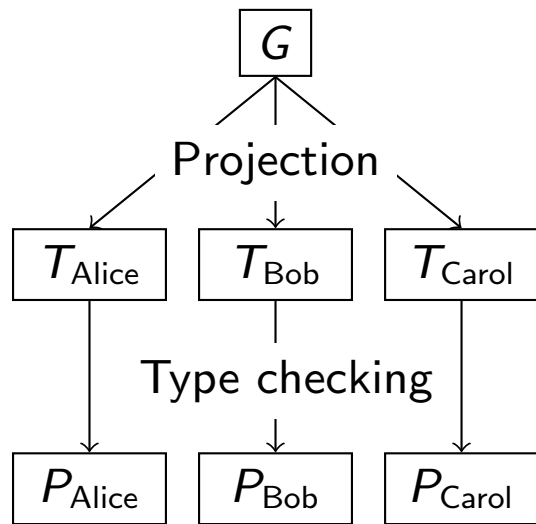 G
Projection
T_Alice T_Bob T_Carol
Type checking
P_Alice P_Bob P_Carol